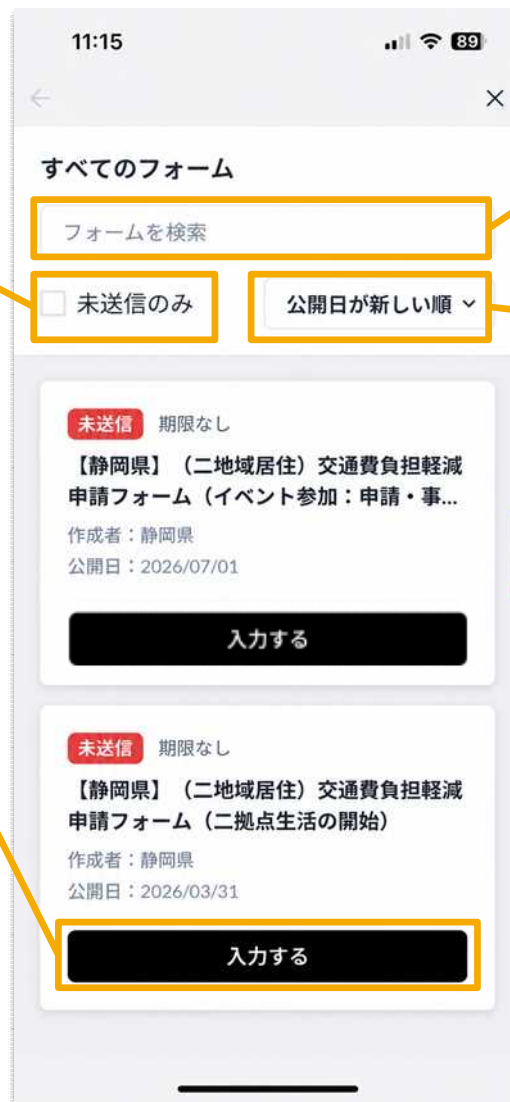 11:15
89
すべてのフォーム
フォームを検索
未送信のみ
公開日が新しい順
未送信 期限なし
【静岡県】（二地域居住）交通費負担軽減
申請フォーム（イベント参加：申請・事...
作成者：静岡県
公開日：2026/07/01
入力する
未送信 期限なし
【静岡県】（二地域居住）交通費負担軽減
申請フォーム（二拠点生活の開始）
作成者：静岡県
公開日：2026/03/31
入力する